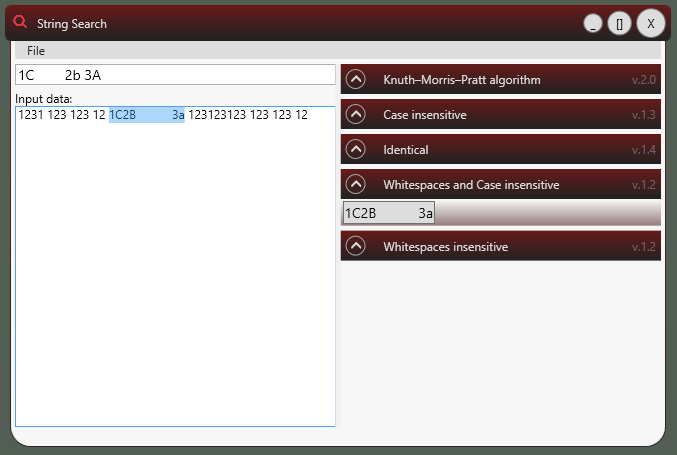 String Search
_ [] X
File
1C 2b 3A
Input data:
1231 123 123 12 1C2B 3a 123123123 123 123 12
Knuth–Morris–Pratt algorithm v.2.0
Case insensitive v.1.3
Identical v.1.4
Whitespaces and Case insensitive v.1.2
1C2B 3a
Whitespaces insensitive v.1.2